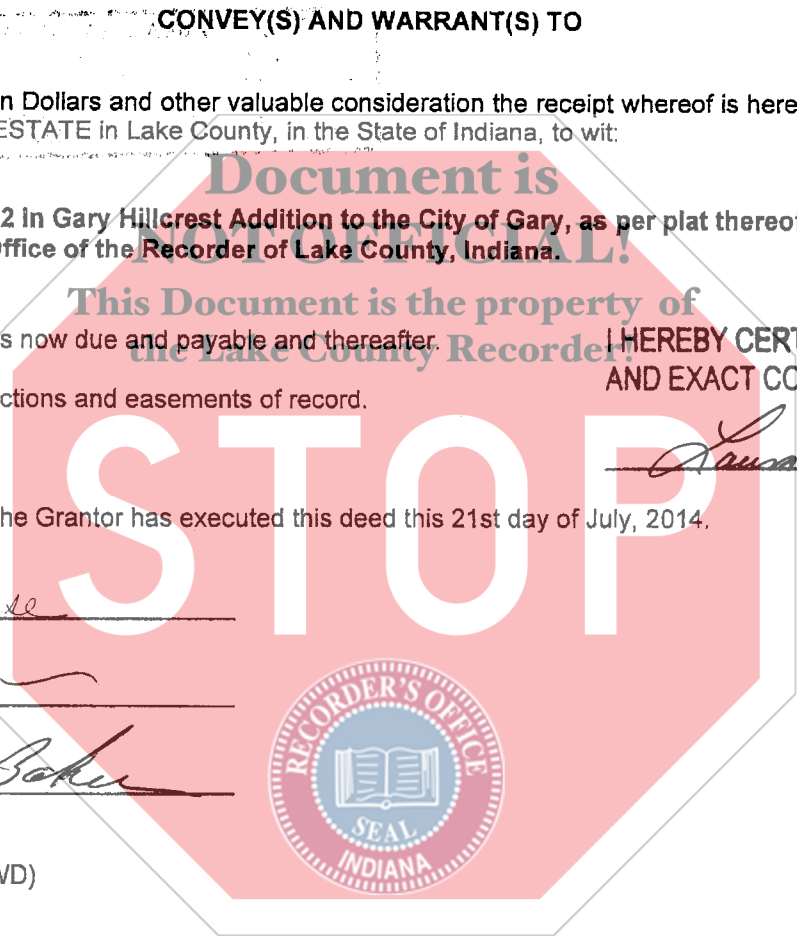 CONVEY(S) AND WARRANT(S) TO
n Dollars and other valuable consideration the receipt whereof is here
ESTATE in Lake County, in the State of Indiana, to wit:
Document is
2 in Gary Hillcrest Addition to the City of Gary, as per plat thereof
ffice of the Recorder of Lake County, Indiana.
NOT OFFICIAL!
This Document is the property of
the Lake County Recorder!
s now due and payable and thereafter.
I HEREBY CERT
AND EXACT CO
ctions and easements of record.
STOP
he Grantor has executed this deed this 21st day of July, 2014.
se
Baker
RECORDER'S OFFICE
SEAL
INDIANA
WD)